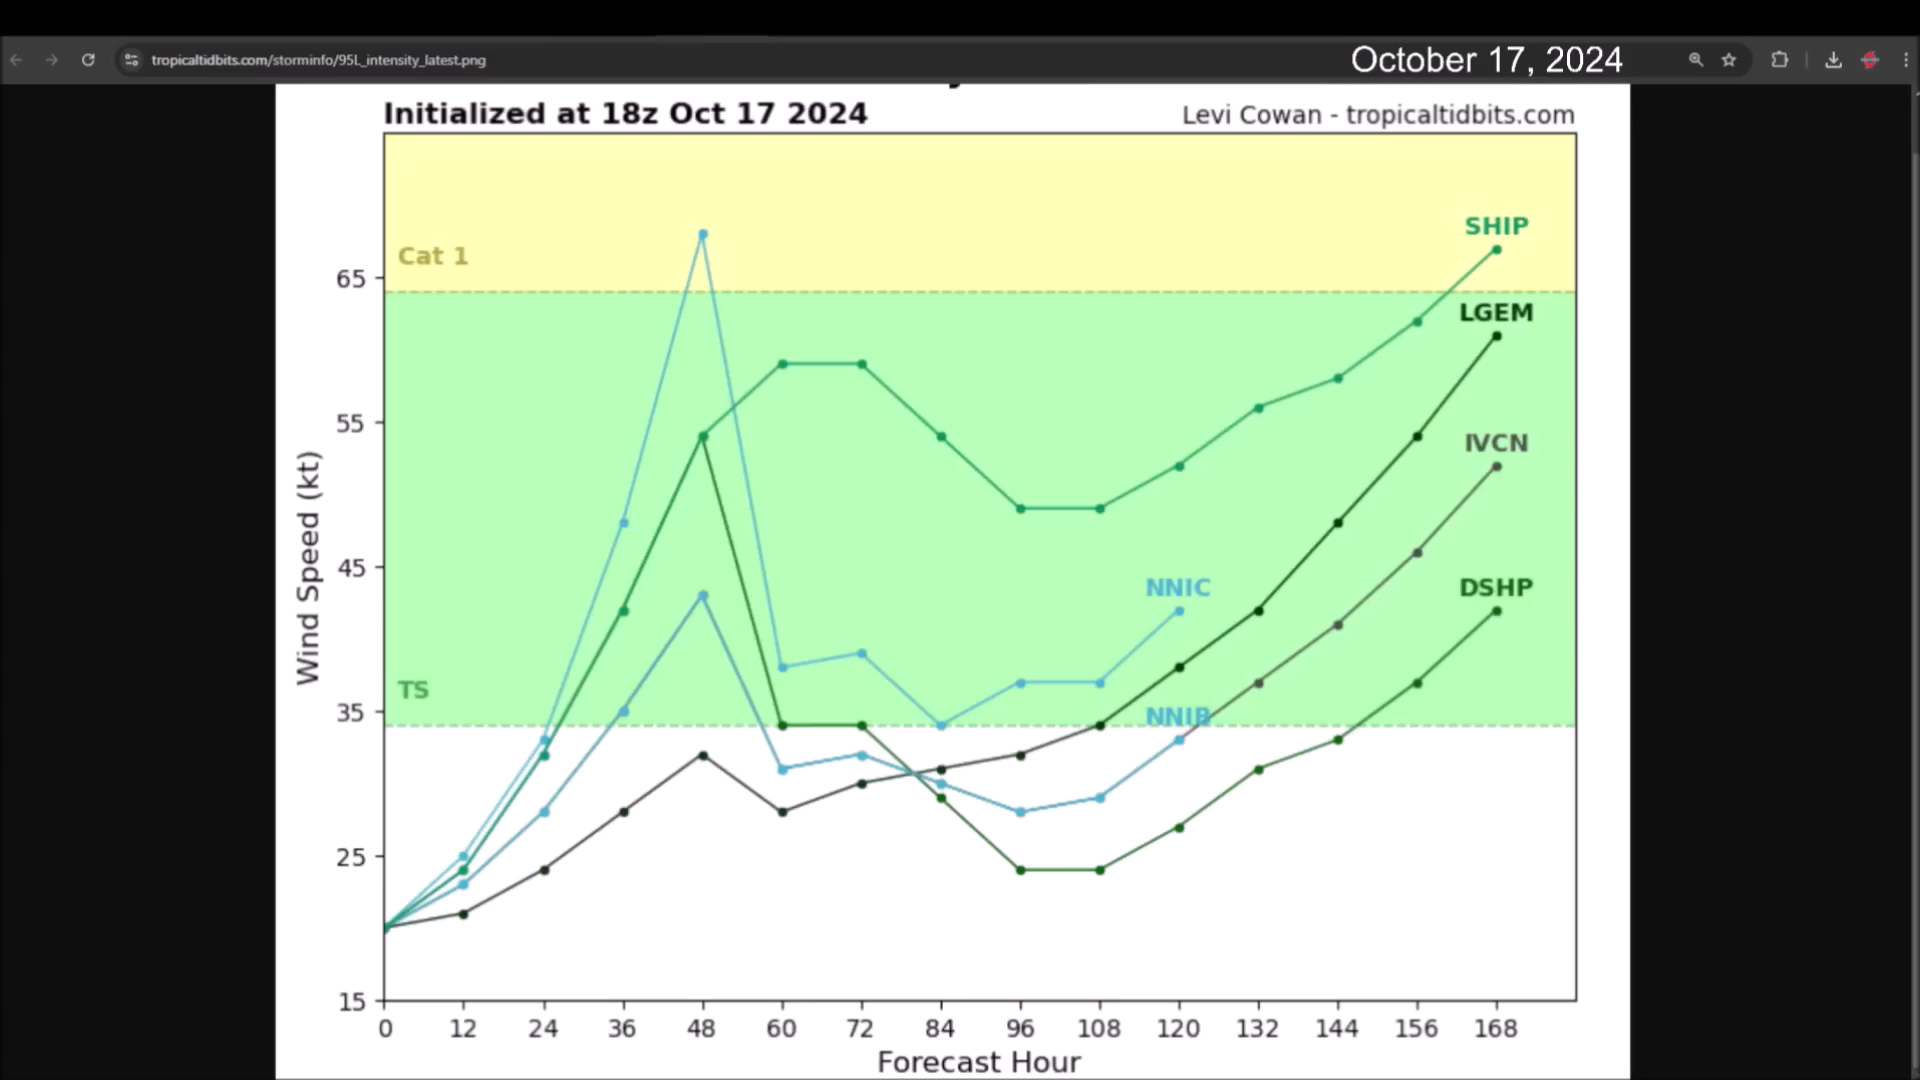 tropicaltidbits.com/storminfo/95L_intensity_latest.png
October 17, 2024
Initialized at 18z Oct 17 2024
Levi Cowan - tropicaltidbits.com
Cat 1
SHIP
65
LGEM
55
IVCN
Wind Speed (kt)
45
NNIC
DSHP
TS
35
NNIB
25
15
0 12 24 36 48 60 72 84 96 108 120 132 144 156 168
Forecast Hour